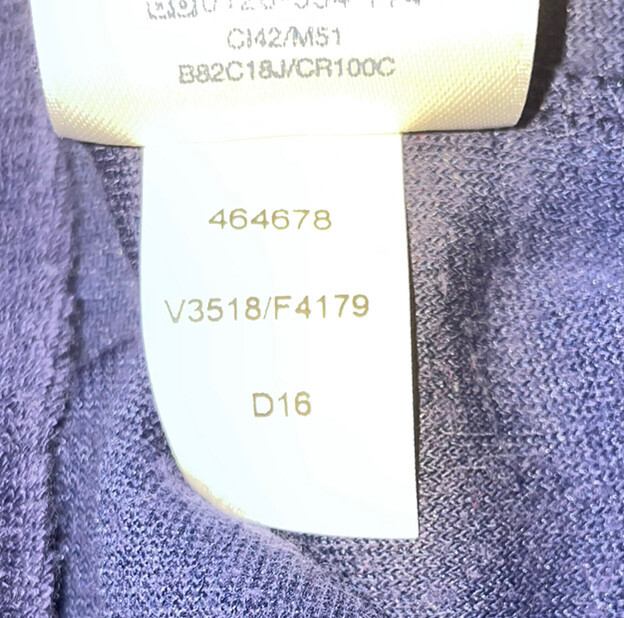 CI42/M51
B82C18J/CR100C
464678
V3518/F4179
D16